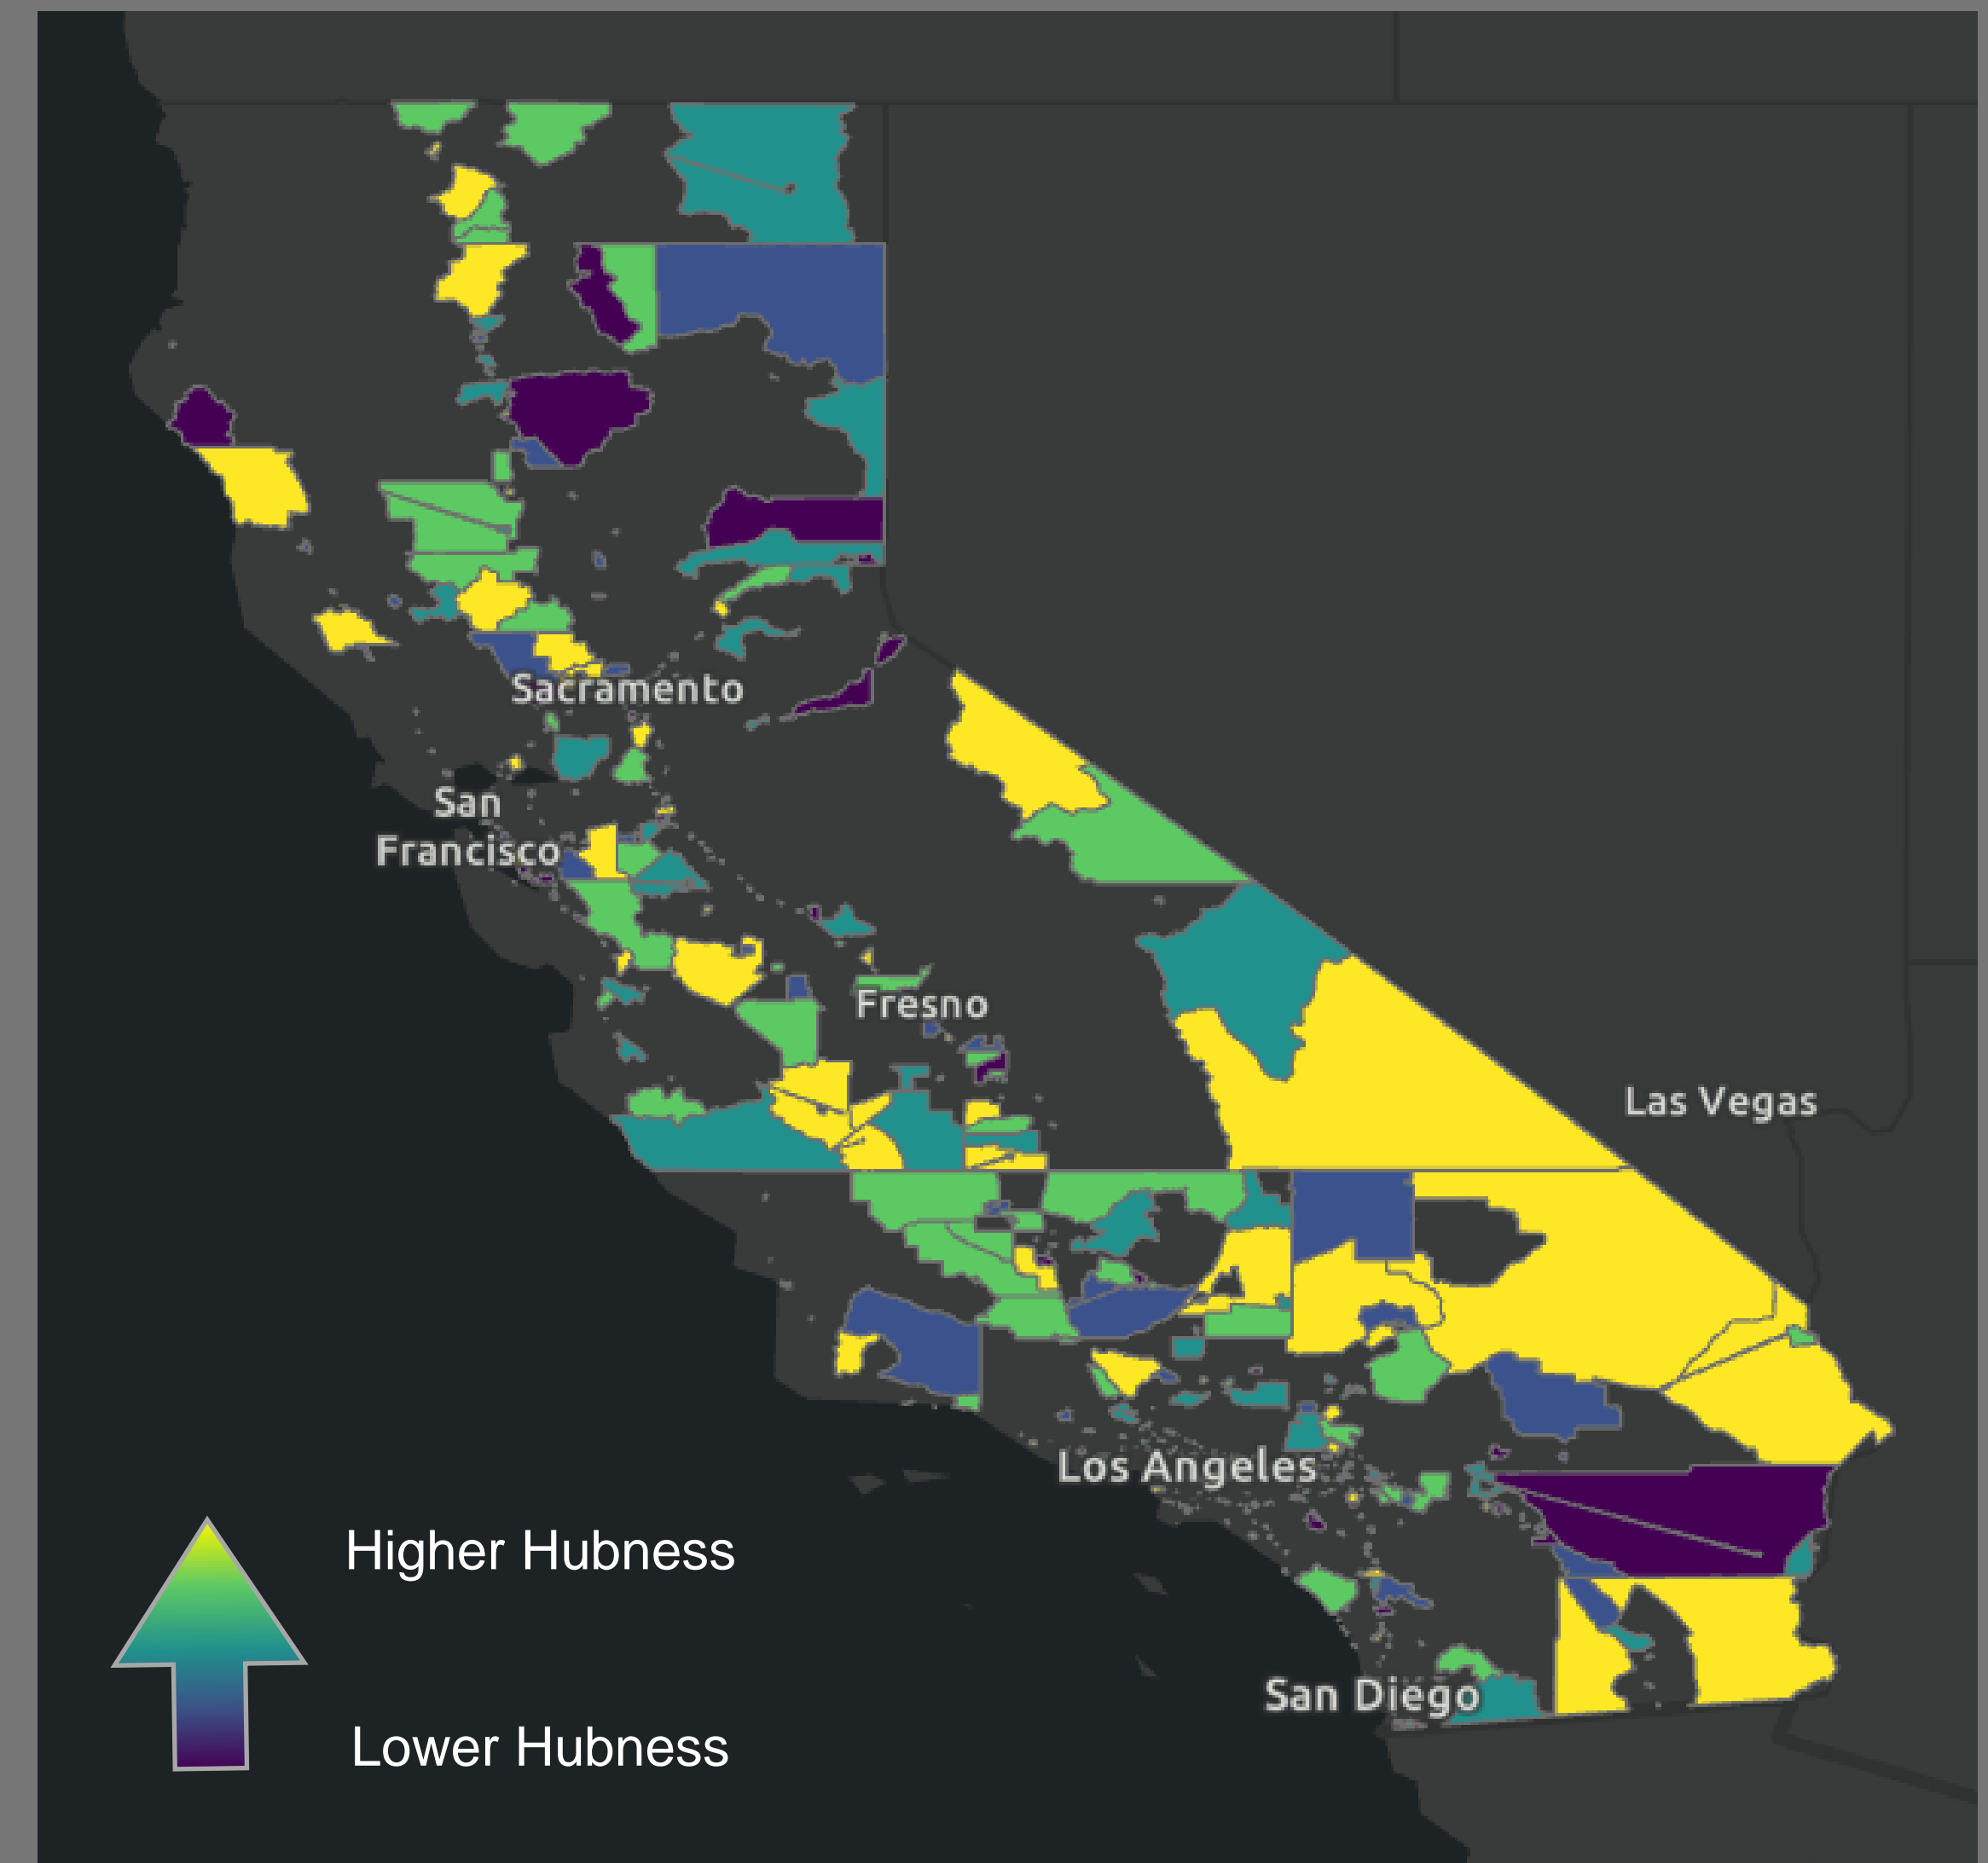 Sacramento
San
Francisco
Fresno
Las Vegas
Los Angeles
Higher Hubness
San Diego
Lower Hubness